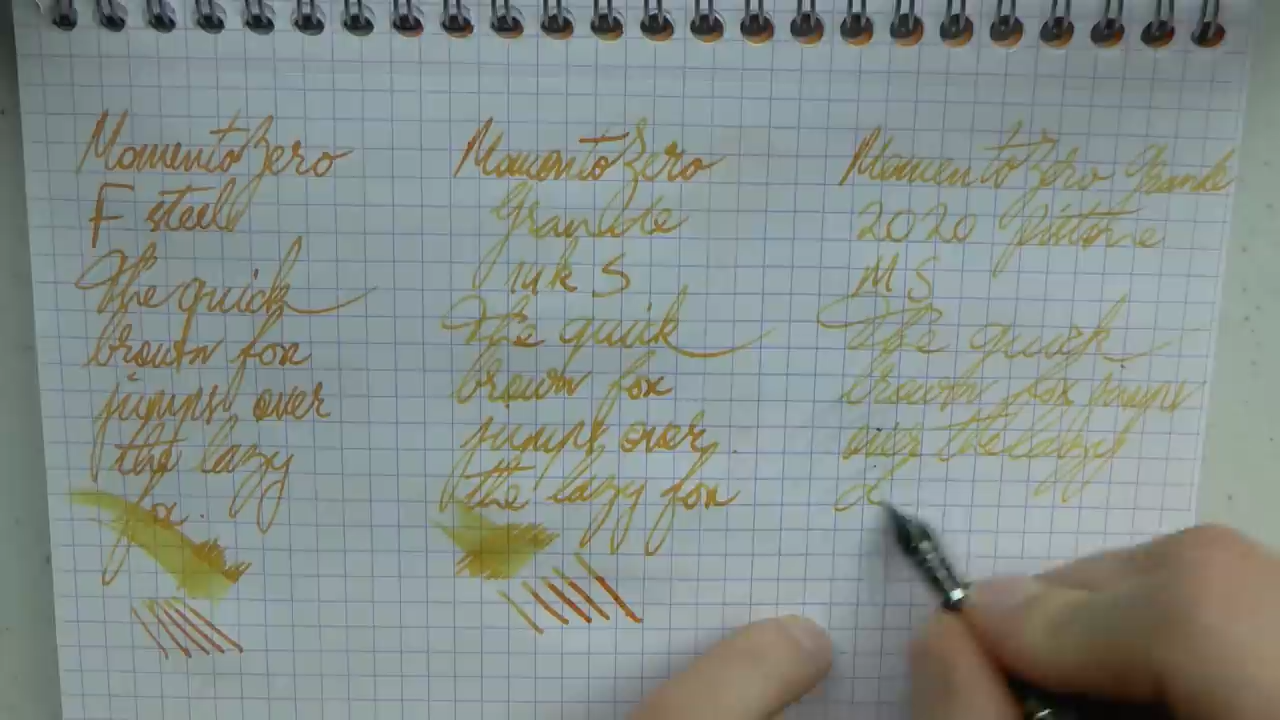 Momento Zero
F steel
The quick
brown fox
jumps over
the lazy
fox.
Momento Zero
Grande
14k S
The quick
brown fox
jumps over
the lazy fox
Momento Zero Grande
2020
M S
The quick
brown fox jumps
over the lazy